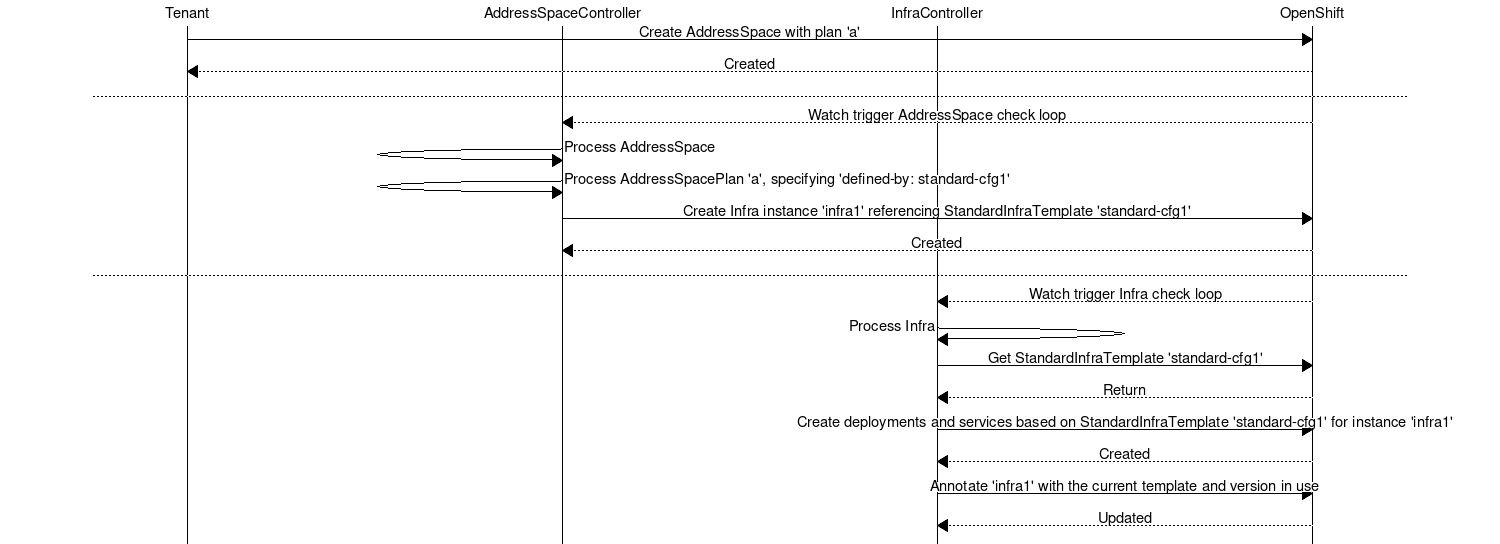 Tenant
AddressSpaceController
InfraController
OpenShift
Create AddressSpace with plan 'a'
Created
Watch trigger AddressSpace check loop
Process AddressSpace
Process AddressSpacePlan 'a', specifying 'defined-by: standard-cfg1'
Create Infra instance 'infra1' referencing StandardInfraTemplate 'standard-cfg1'
Created
Watch trigger Infra check loop
Process Infra
Get StandardInfraTemplate 'standard-cfg1'
Return
Create deployments and services based on StandardInfraTemplate 'standard-cfg1' for instance 'infra1'
Created
Annotate 'infra1' with the current template and version in use
Updated